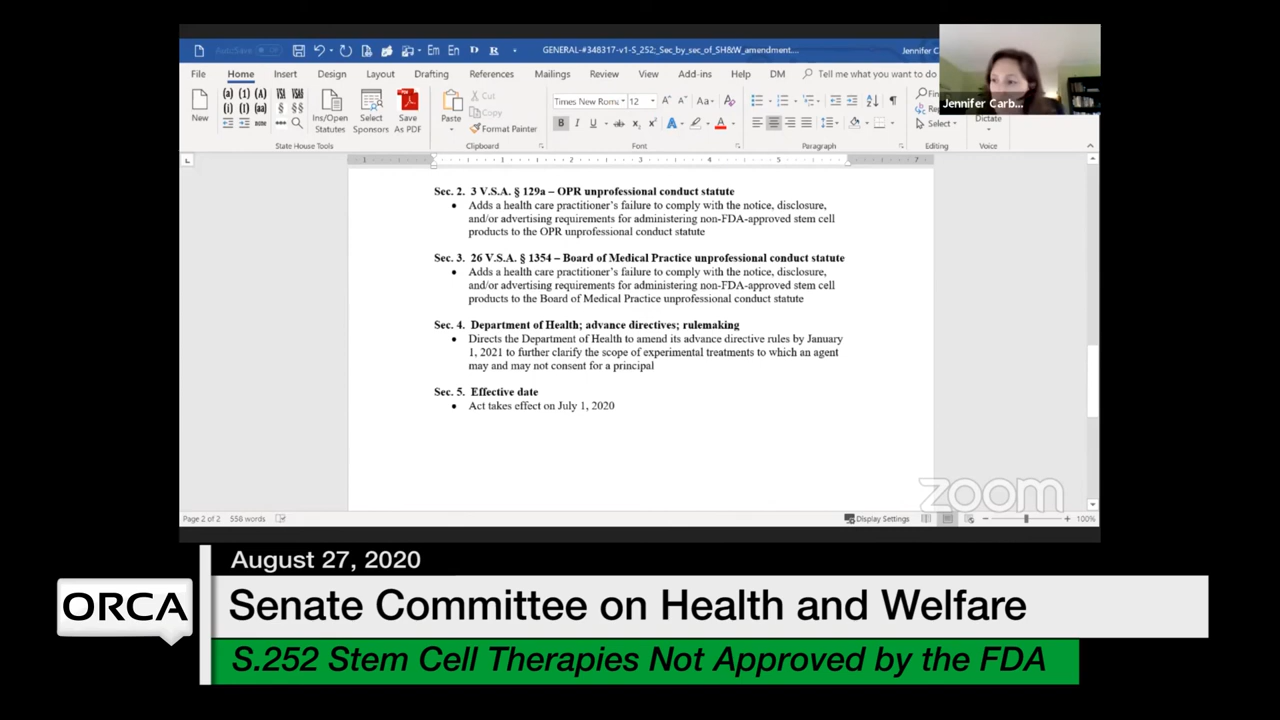 AutoSave
GENERAL-#348317-v1-S_252:_Sec_by_sec_of_SH&W_amendment....
Jennifer C
File Home Insert Design Layout Drafting References Mailings Review View Add-ins Help DM Tell me what you want to do
New
Ins/Open Statutes
Select Sponsors
Save As PDF
State House Tools
Paste
Cut
Copy
Format Painter
Clipboard
Times New Roma 12
Font
Paragraph
Select
Editing
Dictate
Voice
Jennifer Carb...
Sec. 2. 3 V.S.A. § 129a – OPR unprofessional conduct statute
• Adds a health care practitioner's failure to comply with the notice, disclosure,
and/or advertising requirements for administering non-FDA-approved stem cell
products to the OPR unprofessional conduct statute
Sec. 3. 26 V.S.A. § 1354 – Board of Medical Practice unprofessional conduct statute
• Adds a health care practitioner's failure to comply with the notice, disclosure,
and/or advertising requirements for administering non-FDA-approved stem cell
products to the Board of Medical Practice unprofessional conduct statute
Sec. 4. Department of Health; advance directives; rulemaking
• Directs the Department of Health to amend its advance directive rules by January
1, 2021 to further clarify the scope of experimental treatments to which an agent
may and may not consent for a principal
Sec. 5. Effective date
• Act takes effect on July 1, 2020
zoom
Page 2 of 2 558 words
Display Settings
100%
August 27, 2020
ORCA
Senate Committee on Health and Welfare
S.252 Stem Cell Therapies Not Approved by the FDA